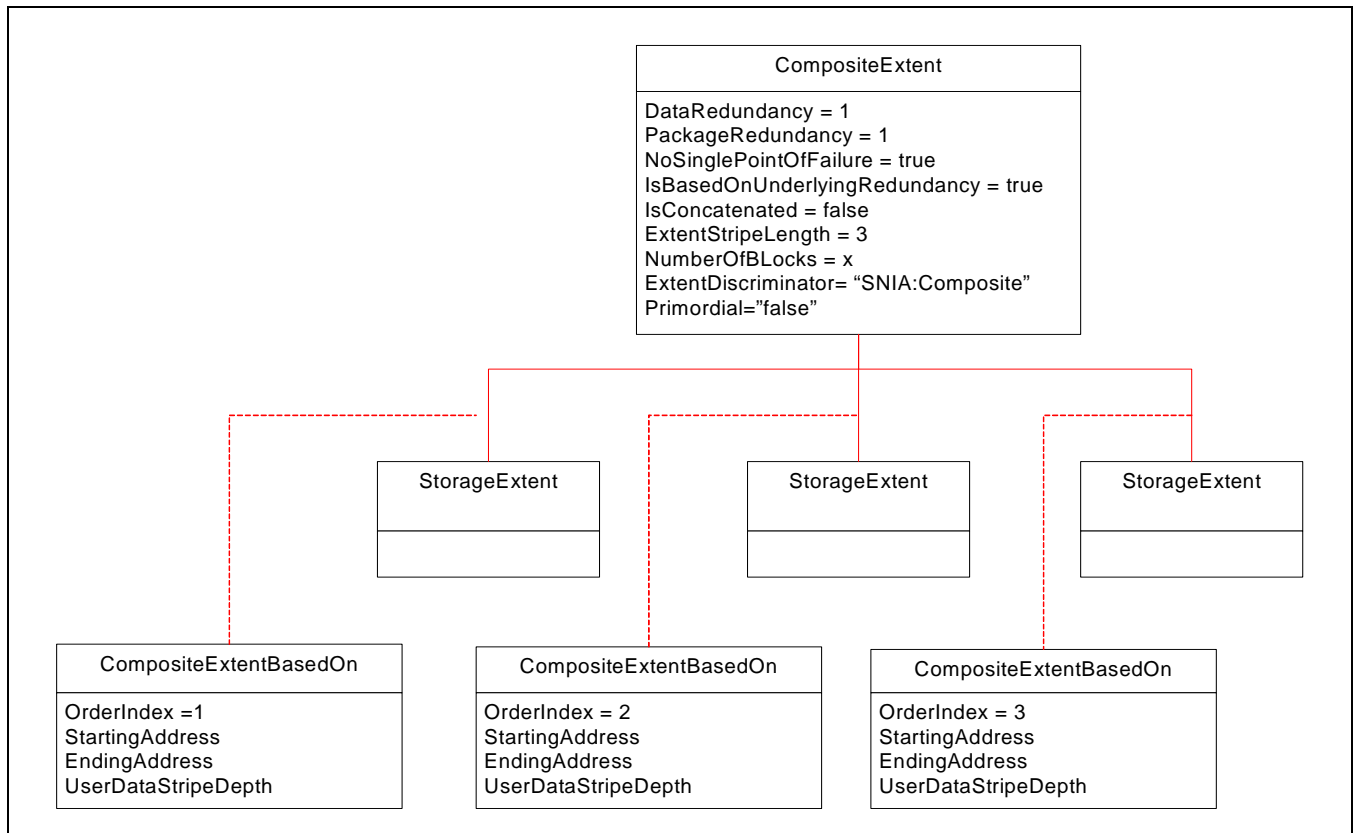 CompositeExtent
DataRedundancy = 1
PackageRedundancy = 1
NoSinglePointOfFailure = true
IsBasedOnUnderlyingRedundancy = true
IsConcatenated = false
ExtentStripeLength = 3
NumberOfBLocks = x
ExtentDiscriminator= “SNIA:Composite”
Primordial=”false”
StorageExtent
StorageExtent
StorageExtent
CompositeExtentBasedOn
OrderIndex =1
StartingAddress
EndingAddress
UserDataStripeDepth
CompositeExtentBasedOn
OrderIndex = 2
StartingAddress
EndingAddress
UserDataStripeDepth
CompositeExtentBasedOn
OrderIndex = 3
StartingAddress
EndingAddress
UserDataStripeDepth